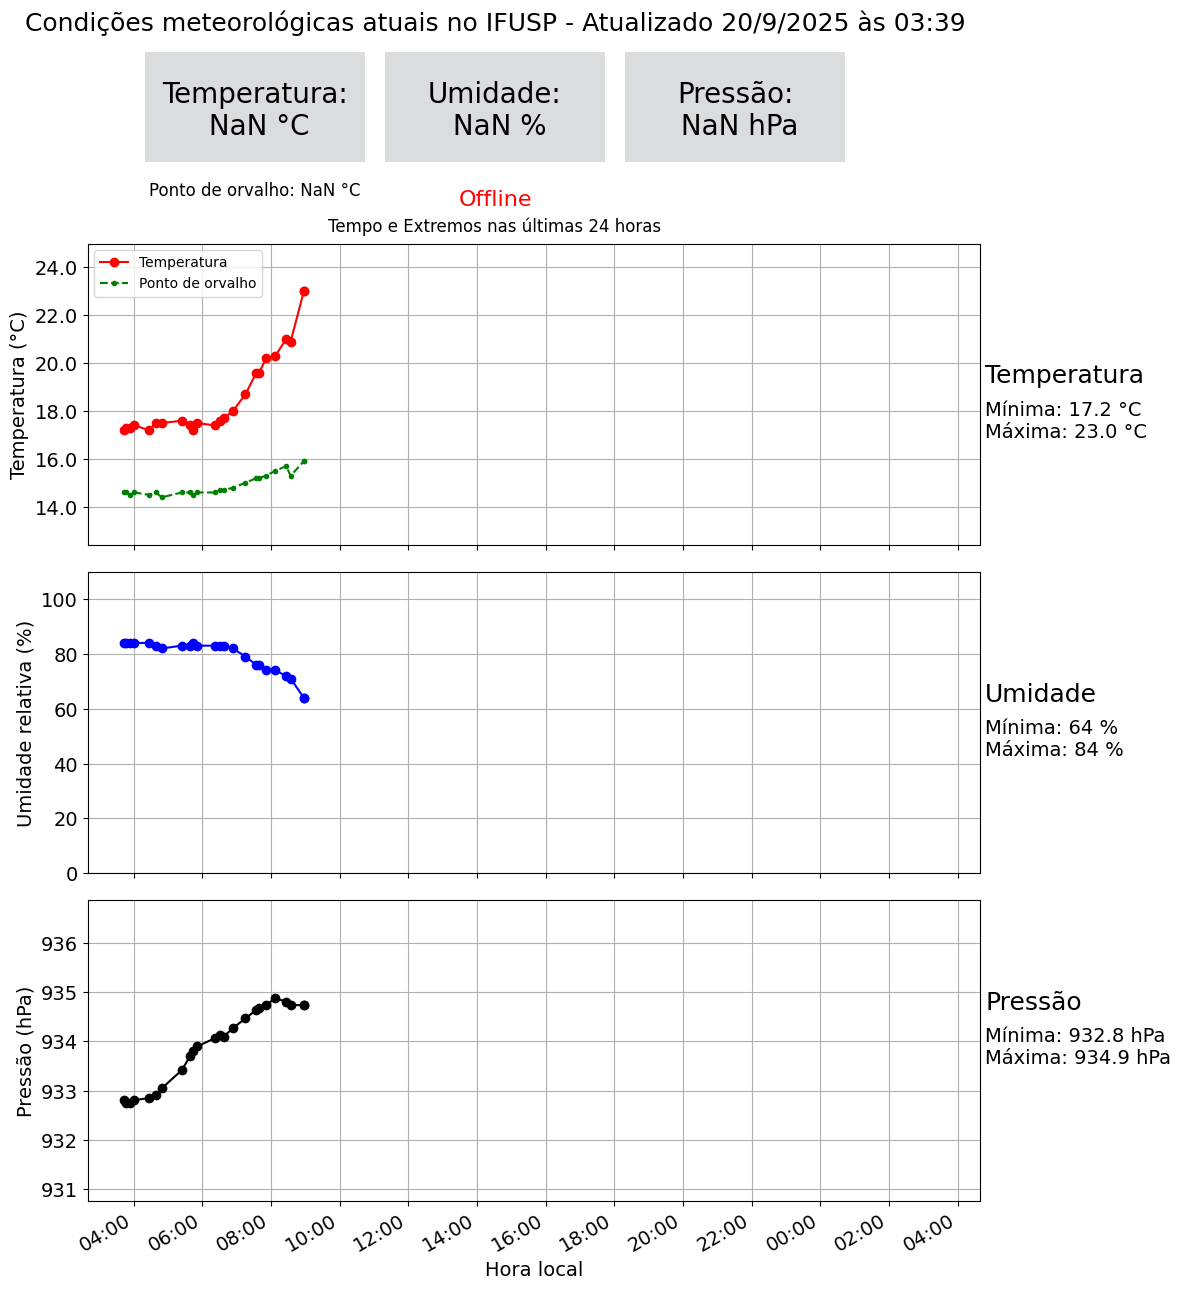 Condições meteorológicas atuais no IFUSP - Atualizado 20/9/2025 às 03:39
Temperatura:
NaN °C
Umidade:
NaN %
Pressão:
NaN hPa
Ponto de orvalho: NaN °C
Offline
Tempo e Extremos nas últimas 24 horas
Temperatura (°C)
24.0
22.0
20.0
18.0
16.0
14.0
Temperatura
Ponto de orvalho
Temperatura
Mínima: 17.2 °C
Máxima: 23.0 °C
Umidade relativa (%)
100
80
60
40
20
0
Umidade
Mínima: 64 %
Máxima: 84 %
Pressão (hPa)
936
935
934
933
932
931
Pressão
Mínima: 932.8 hPa
Máxima: 934.9 hPa
04:00 06:00 08:00 10:00 12:00 14:00 16:00 18:00 20:00 22:00 00:00 02:00 04:00
Hora local